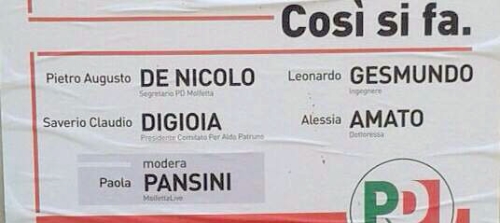 Così si fa.
Pietro Augusto DE NICOLO
Segretario PD Molfetta
Leonardo GESMUNDO
Ingegnere
Saverio Claudio DIGIOIA
Presidente Comitato Per Aldo Patruno
Alessia AMATO
Dottoressa
modera
Paola PANSINI
MolfettaLive
PD